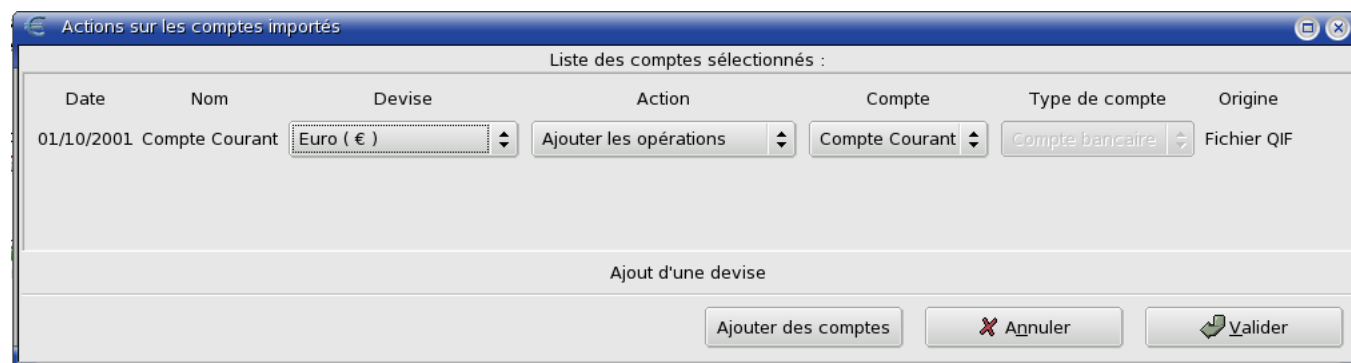 Actions sur les comptes importés
Liste des comptes sélectionnés :
Date Nom Devise Action Compte Type de compte Origine
01/10/2001 Compte Courant Euro ( € ) Ajouter les opérations Compte Courant Compte bancaire Fichier QIF
Ajout d'une devise
Ajouter des comptes Annuler Valider